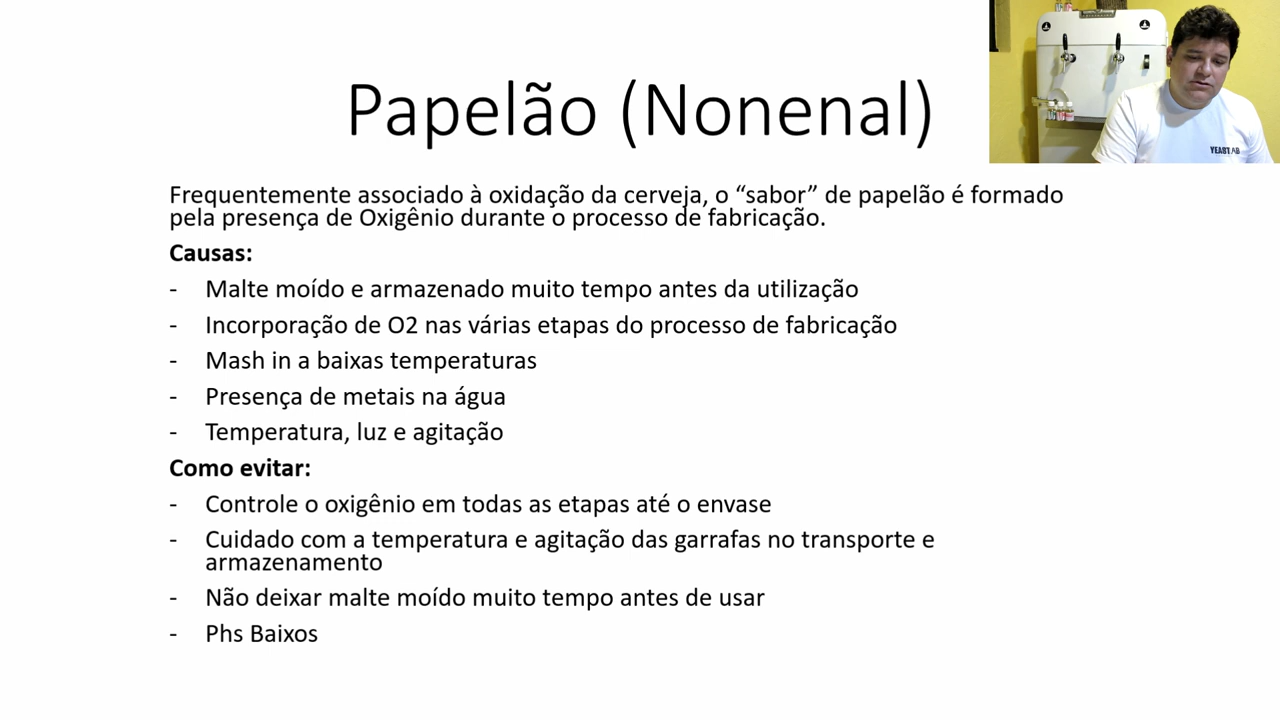 Papelão (Nonenal)
YEASTLAB
Frequentemente associado à oxidação da cerveja, o “sabor” de papelão é formado
pela presença de Oxigênio durante o processo de fabricação.
Causas:
- Malte moído e armazenado muito tempo antes da utilização
- Incorporação de O2 nas várias etapas do processo de fabricação
- Mash in a baixas temperaturas
- Presença de metais na água
- Temperatura, luz e agitação
Como evitar:
- Controle o oxigênio em todas as etapas até o envase
- Cuidado com a temperatura e agitação das garrafas no transporte e
armazenamento
- Não deixar malte moído muito tempo antes de usar
- Phs Baixos